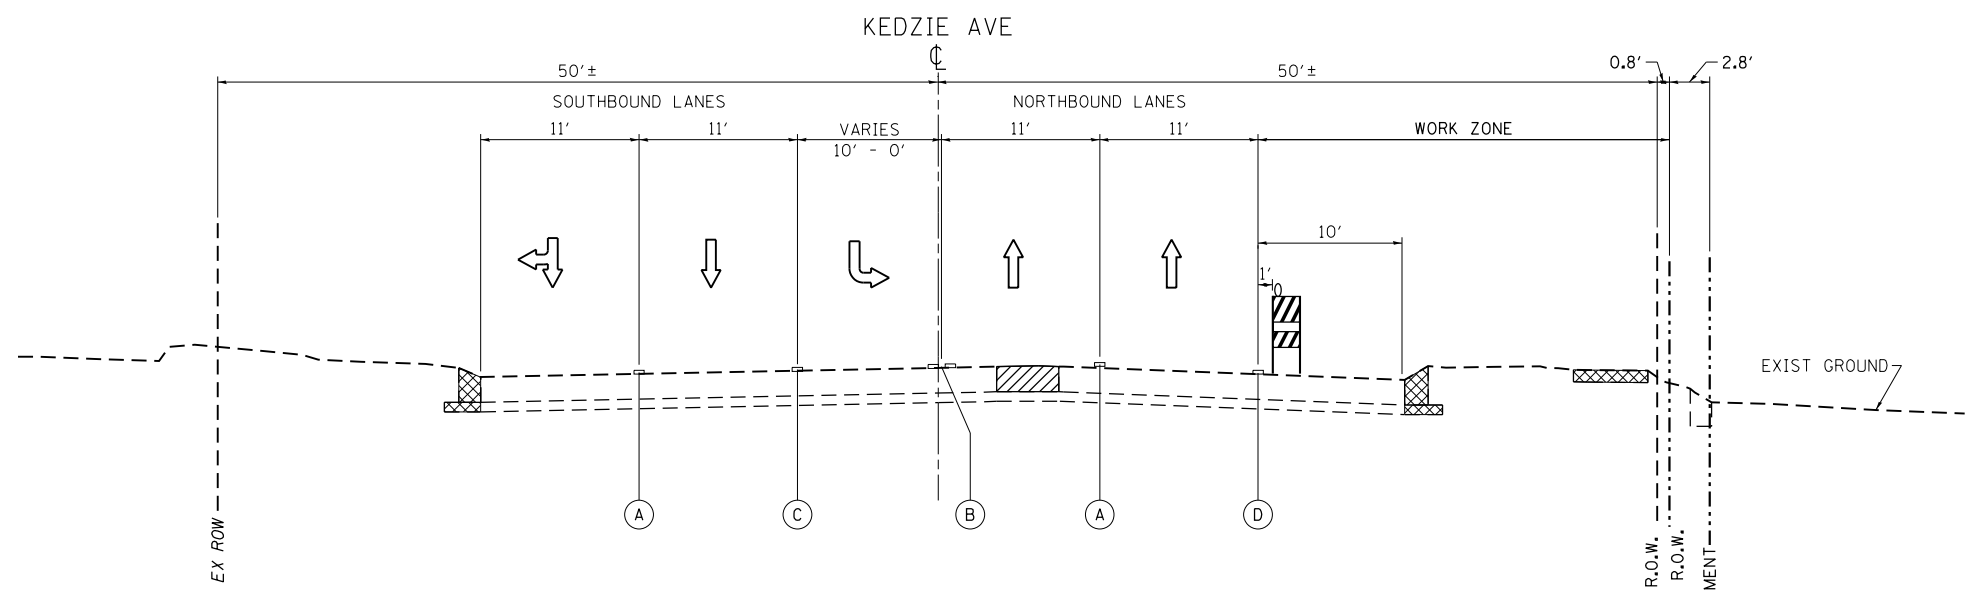 KEDZIE AVE
℄
50'± 50'± 0.8' 2.8'
SOUTHBOUND LANES NORTHBOUND LANES
11' 11' VARIES 11' 11' WORK ZONE
10' - 0'
10'
1'
EXIST GROUND
A C B A D
EX ROW
R.O.W.
R.O.W.
MENT